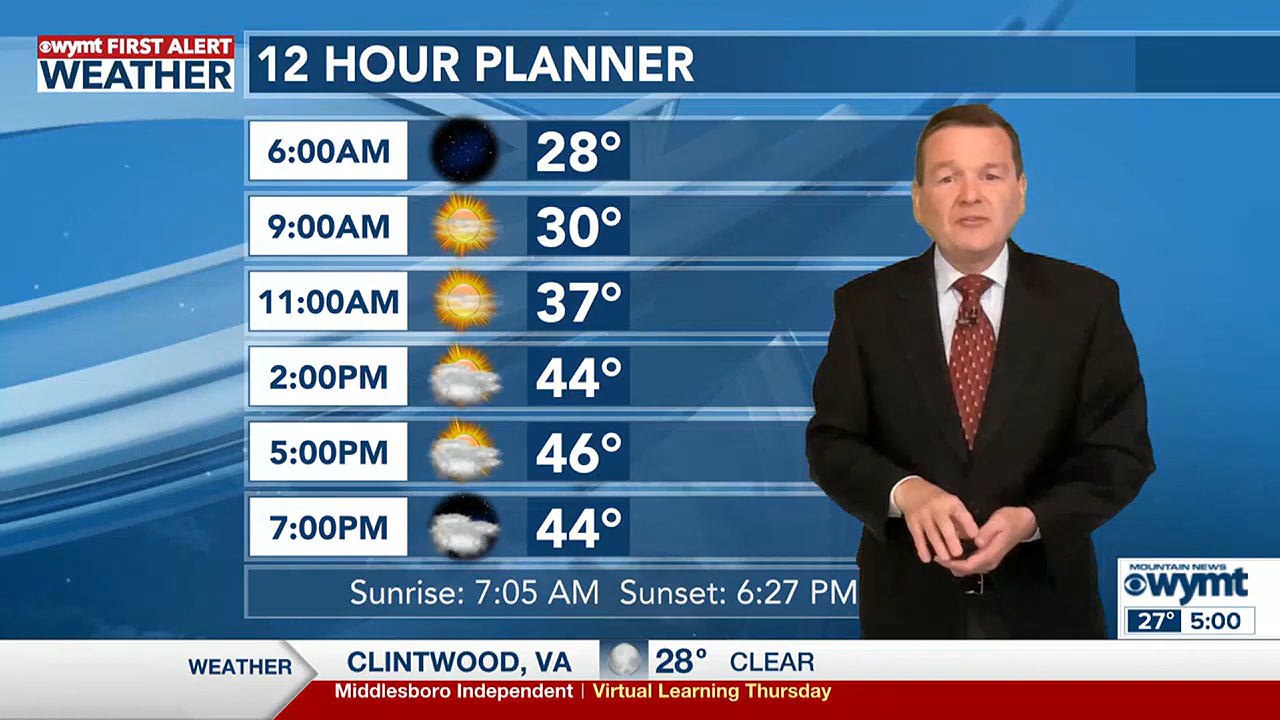 wymt FIRST ALERT
WEATHER
12 HOUR PLANNER
6:00AM 28°
9:00AM 30°
11:00AM 37°
2:00PM 44°
5:00PM 46°
7:00PM 44°
Sunrise: 7:05 AM Sunset: 6:27 PM
MOUNTAIN NEWS
wymt
27° 5:00
WEATHER CLINTWOOD, VA 28° CLEAR
Middlesboro Independent | Virtual Learning Thursday